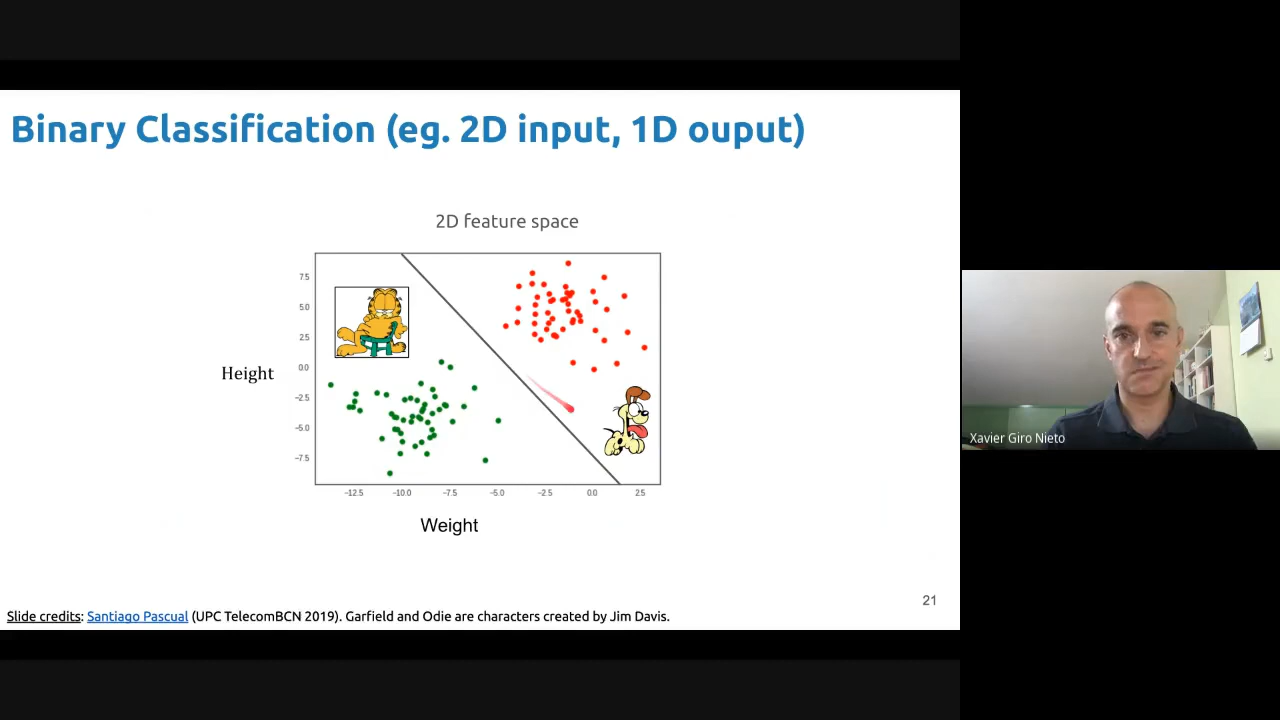 Binary Classification (eg. 2D input, 1D ouput)
2D feature space
7.5
5.0
2.5
0.0
−2.5
−5.0
−7.5
Height
−12.5 −10.0 −7.5 −5.0 −2.5 0.0 2.5
Weight
Xavier Giro Nieto
21
Slide credits: Santiago Pascual (UPC TelecomBCN 2019). Garfield and Odie are characters created by Jim Davis.